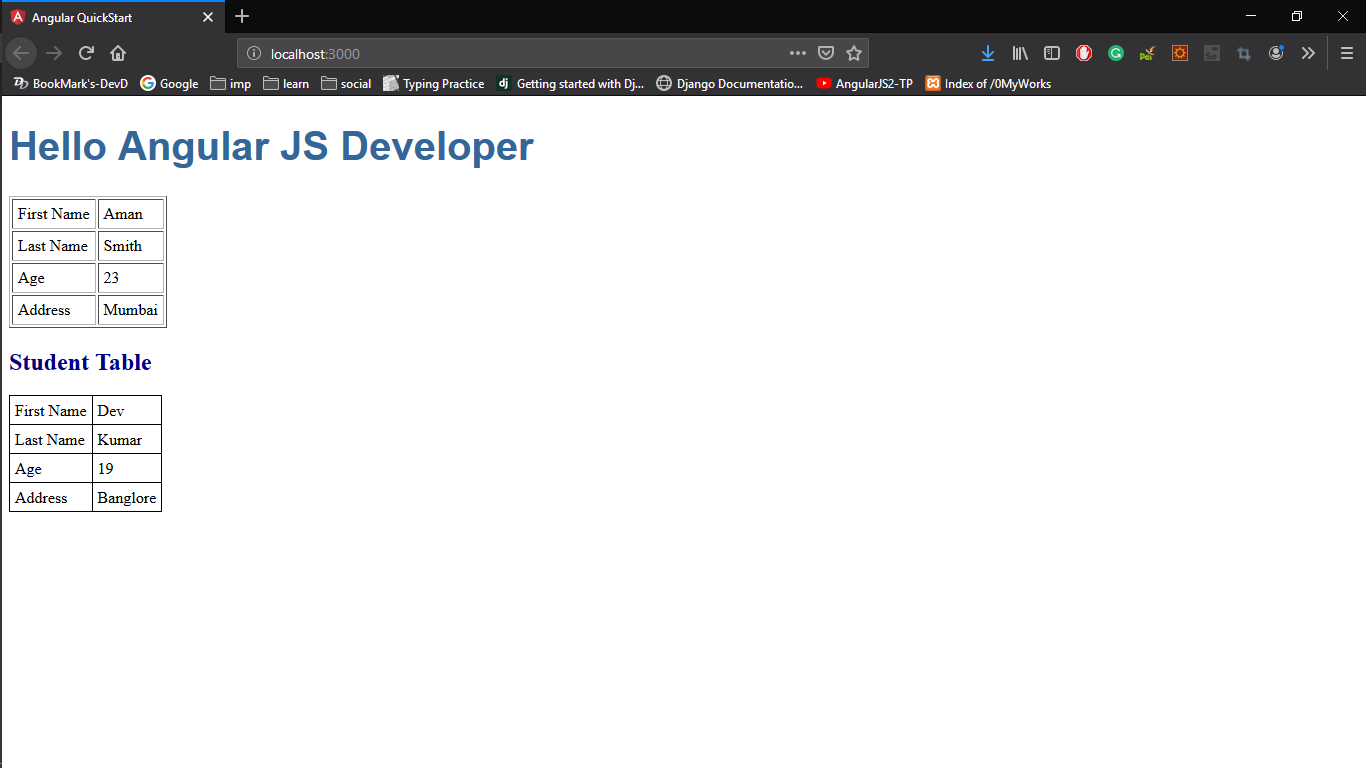 Angular QuickStart
localhost:3000
BookMark's-DevD Google imp learn social Typing Practice dj Getting started with Dj... Django Documentatio... AngularJS2-TP Index of /0MyWorks
Hello Angular JS Developer
First Name Aman
Last Name Smith
Age 23
Address Mumbai
Student Table
First Name Dev
Last Name Kumar
Age 19
Address Banglore